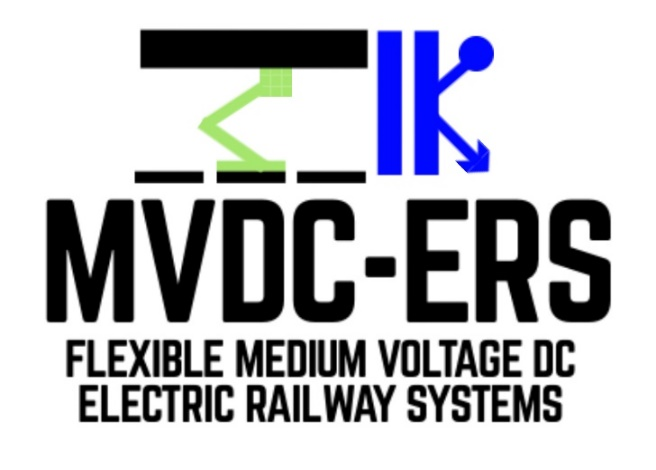 MVDC-ERS
FLEXIBLE MEDIUM VOLTAGE DC
ELECTRIC RAILWAY SYSTEMS